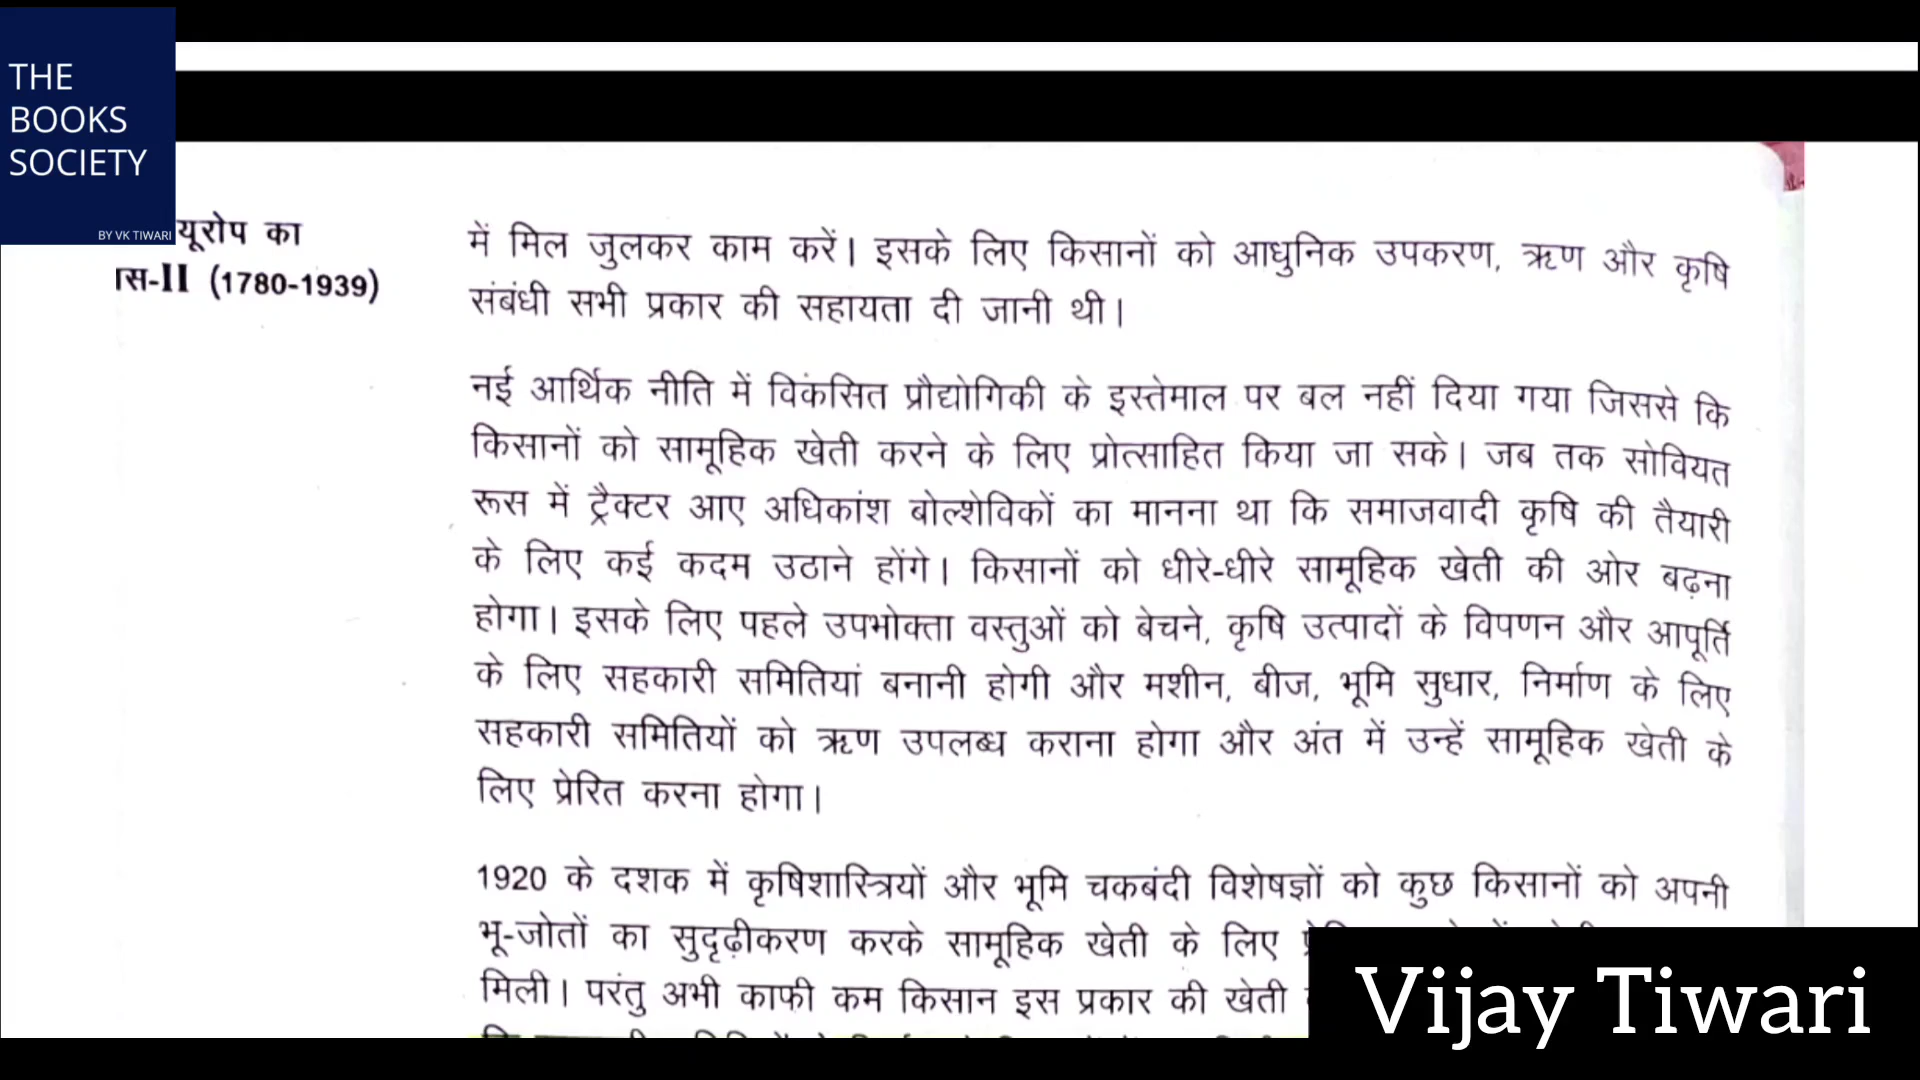 THE
BOOKS
SOCIETY
BY VK TIWARI
यूरोप का
स-II (1780-1939)
में मिल जुलकर काम करें। इसके लिए किसानों को आधुनिक उपकरण, ऋण और कृषि
संबंधी सभी प्रकार की सहायता दी जानी थी।
नई आर्थिक नीति में विकंसित प्रौद्योगिकी के इस्तेमाल पर बल नहीं दिया गया जिससे कि
किसानों को सामूहिक खेती करने के लिए प्रोत्साहित किया जा सके। जब तक सोवियत
रूस में ट्रैक्टर आए अधिकांश बोल्शेविकों का मानना था कि समाजवादी कृषि की तैयारी
के लिए कई कदम उठाने होंगे। किसानों को धीरे-धीरे सामूहिक खेती की ओर बढ़ना
होगा। इसके लिए पहले उपभोक्ता वस्तुओं को बेचने, कृषि उत्पादों के विपणन और आपूर्ति
के लिए सहकारी समितियां बनानी होगी और मशीन, बीज, भूमि सुधार, निर्माण के लिए
सहकारी समितियों को ऋण उपलब्ध कराना होगा और अंत में उन्हें सामूहिक खेती के
लिए प्रेरित करना होगा।
1920 के दशक में कृषिशास्त्रियों और भूमि चकबंदी विशेषज्ञों को कुछ किसानों को अपनी
भू-जोतों का सुदृढ़ीकरण करके सामूहिक खेती के लिए
मिली। परंतु अभी काफी कम किसान इस प्रकार की खेती
Vijay Tiwari